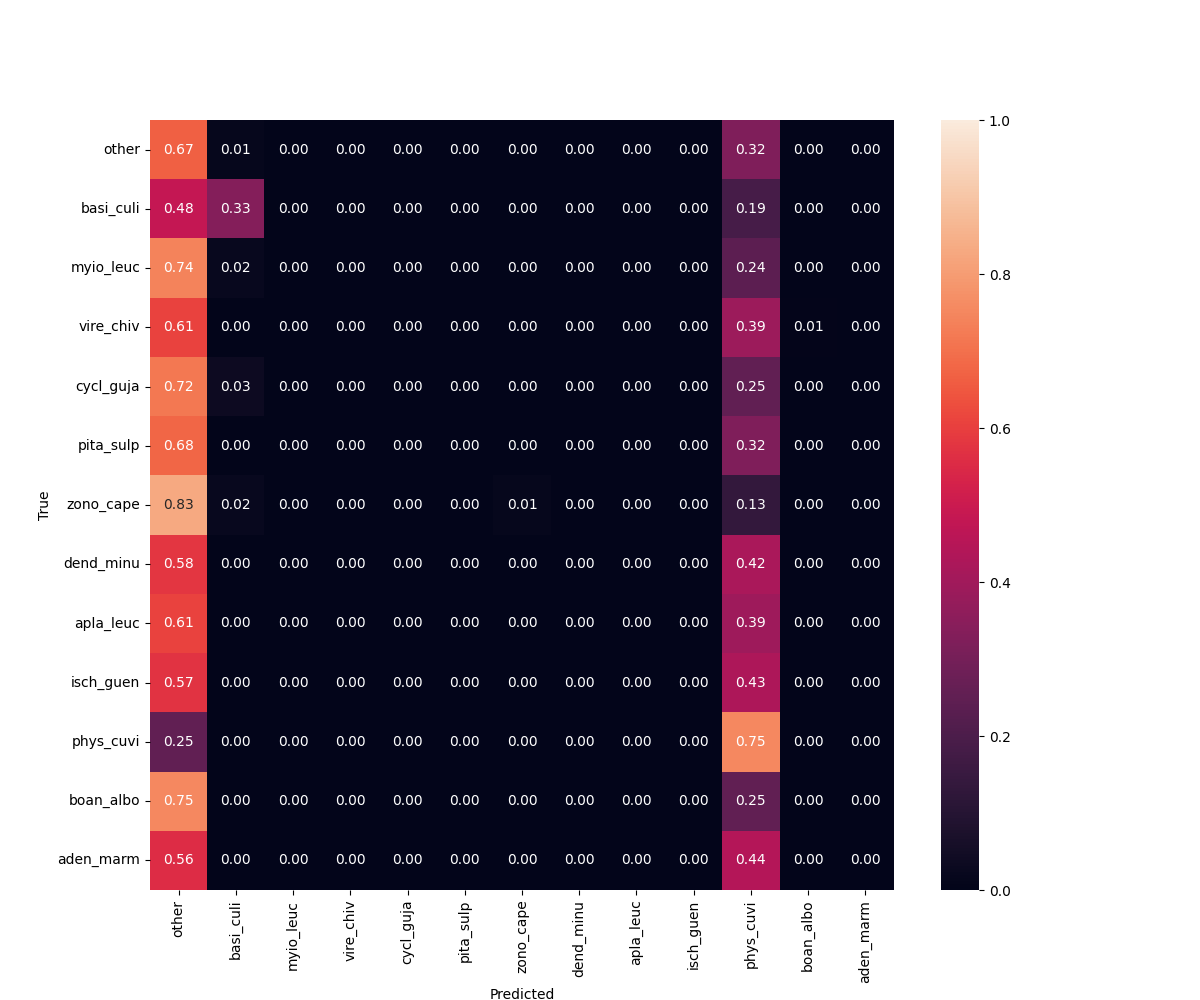 other 0.67 0.01 0.00 0.00 0.00 0.00 0.00 0.00 0.00 0.00 0.32 0.00 0.00
basi_culi 0.48 0.33 0.00 0.00 0.00 0.00 0.00 0.00 0.00 0.00 0.19 0.00 0.00
myio_leuc 0.74 0.02 0.00 0.00 0.00 0.00 0.00 0.00 0.00 0.00 0.24 0.00 0.00
vire_chiv 0.61 0.00 0.00 0.00 0.00 0.00 0.00 0.00 0.00 0.00 0.39 0.01 0.00
cycl_guja 0.72 0.03 0.00 0.00 0.00 0.00 0.00 0.00 0.00 0.00 0.25 0.00 0.00
pita_sulp 0.68 0.00 0.00 0.00 0.00 0.00 0.00 0.00 0.00 0.00 0.32 0.00 0.00
zono_cape 0.83 0.02 0.00 0.00 0.00 0.00 0.01 0.00 0.00 0.00 0.13 0.00 0.00
dend_minu 0.58 0.00 0.00 0.00 0.00 0.00 0.00 0.00 0.00 0.00 0.42 0.00 0.00
apla_leuc 0.61 0.00 0.00 0.00 0.00 0.00 0.00 0.00 0.00 0.00 0.39 0.00 0.00
isch_guen 0.57 0.00 0.00 0.00 0.00 0.00 0.00 0.00 0.00 0.00 0.43 0.00 0.00
phys_cuvi 0.25 0.00 0.00 0.00 0.00 0.00 0.00 0.00 0.00 0.00 0.75 0.00 0.00
boan_albo 0.75 0.00 0.00 0.00 0.00 0.00 0.00 0.00 0.00 0.00 0.25 0.00 0.00
aden_marm 0.56 0.00 0.00 0.00 0.00 0.00 0.00 0.00 0.00 0.00 0.44 0.00 0.00
True
other basi_culi myio_leuc vire_chiv cycl_guja pita_sulp zono_cape dend_minu apla_leuc isch_guen phys_cuvi boan_albo aden_marm
Predicted
1.0
0.8
0.6
0.4
0.2
0.0